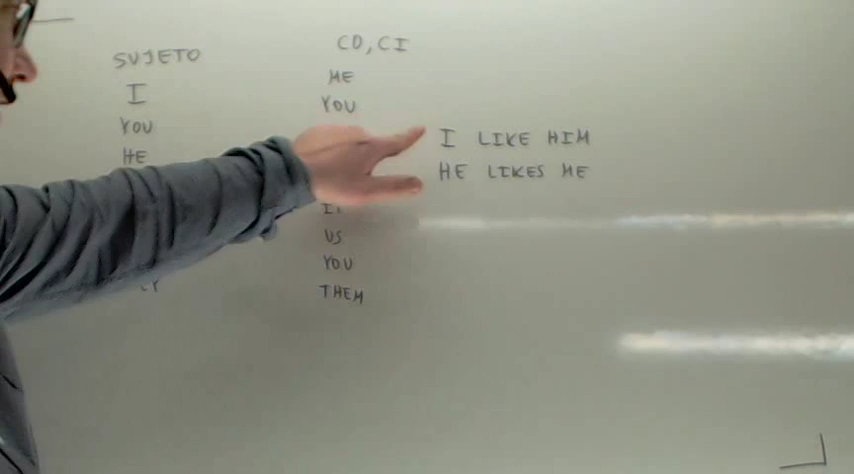 SUJETO
I
YOU
HE
CD, CI
ME
YOU
US
YOU
THEM
I LIKE HIM
HE LIKES ME